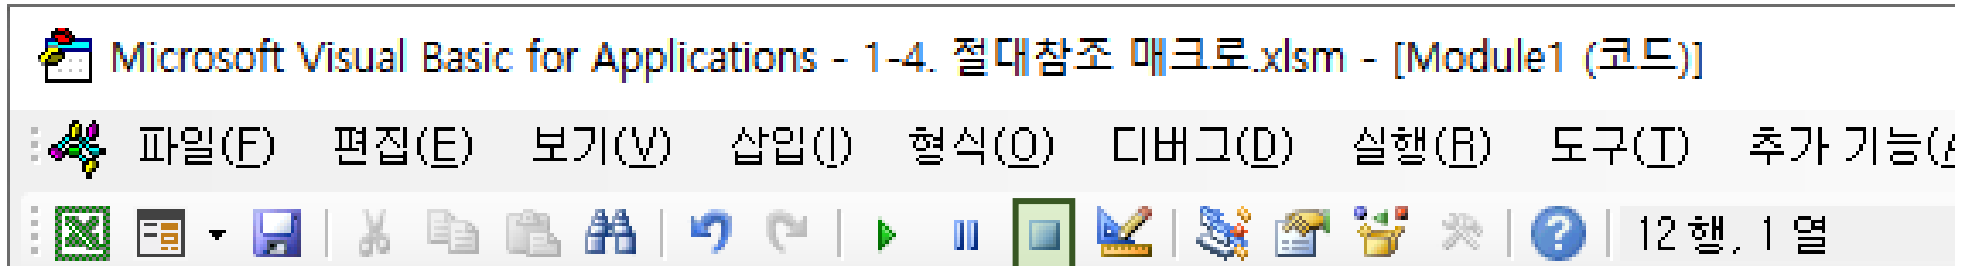 Microsoft Visual Basic for Applications - 1-4. 절대참조 매크로.xlsm - [Module1 (코드)]
파일(F) 편집(E) 보기(V) 삽입(I) 형식(O) 디버그(D) 실행(R) 도구(T) 추가 기능(A
12 행, 1 열